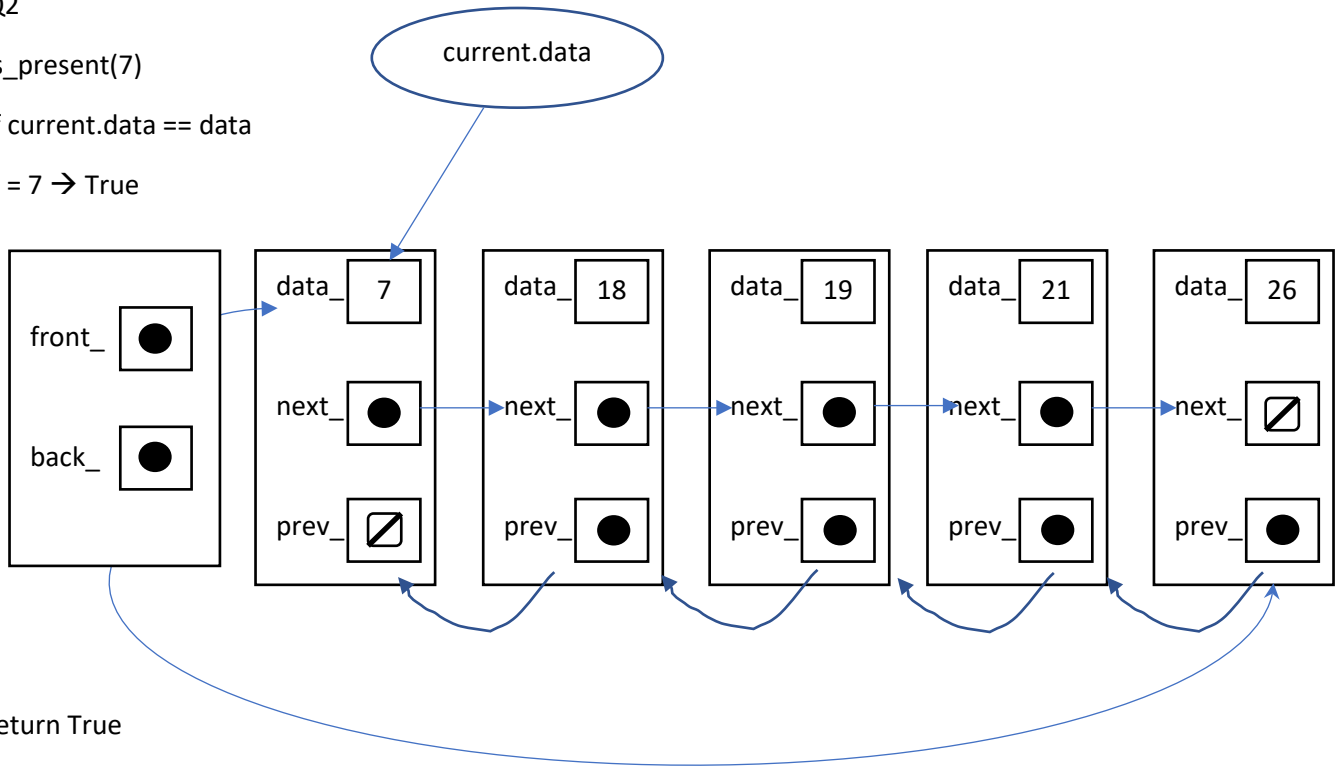 Q2
current.data
s_present(7)
f current.data == data
= 7 → True
data_ 7 data_ 18 data_ 19 data_ 21 data_ 26
front_
next_ next_ next_ next_ next_
back_
prev_ prev_ prev_ prev_ prev_
eturn True